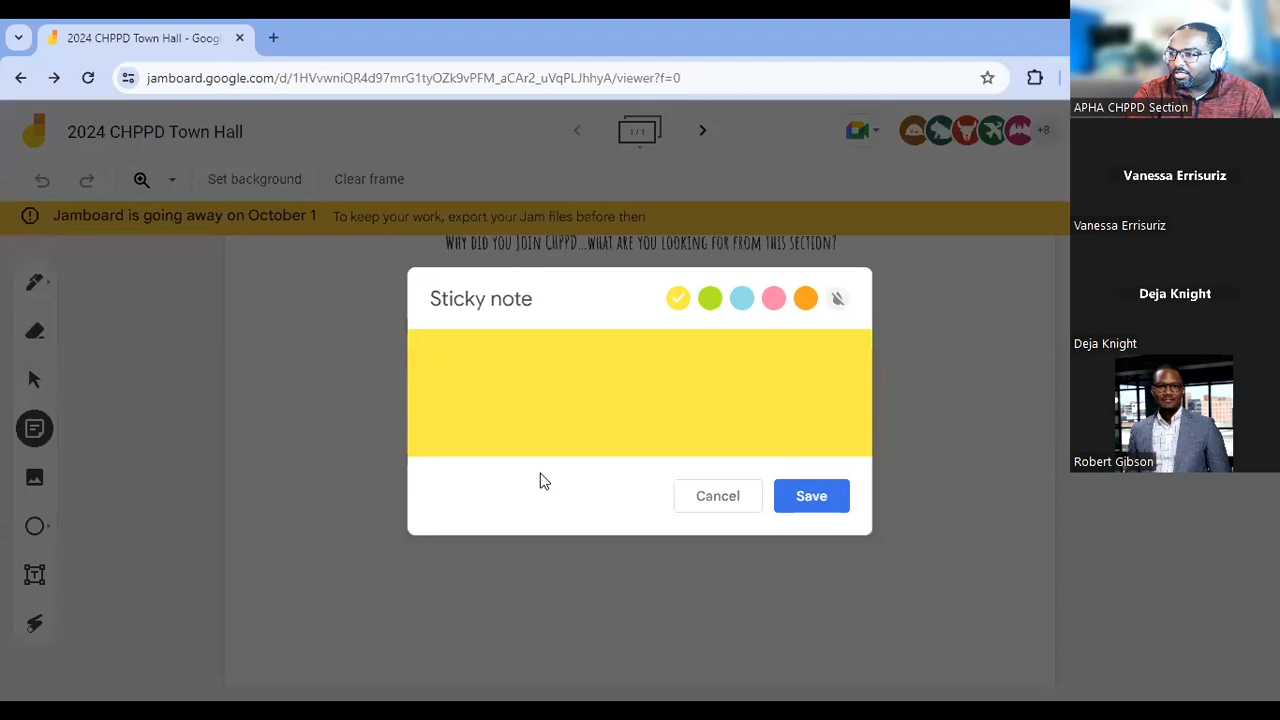 2024 CHPPD Town Hall - Goog
jamboard.google.com/d/1HVvwniQR4d97mrG1tyOZk9vPFM_aCAr2_uVqPLJhhyA/viewer?f=0
2024 CHPPD Town Hall
1 / 1
+8
Set background
Clear frame
Jamboard is going away on October 1 To keep your work, export your Jam files before then
WHY DID YOU JOIN CHPPD...WHAT ARE YOU LOOKING FOR FROM THIS SECTION?
Sticky note
Cancel
Save
APHA CHPPD Section
Vanessa Errisuriz
Vanessa Errisuriz
Deja Knight
Deja Knight
Robert Gibson